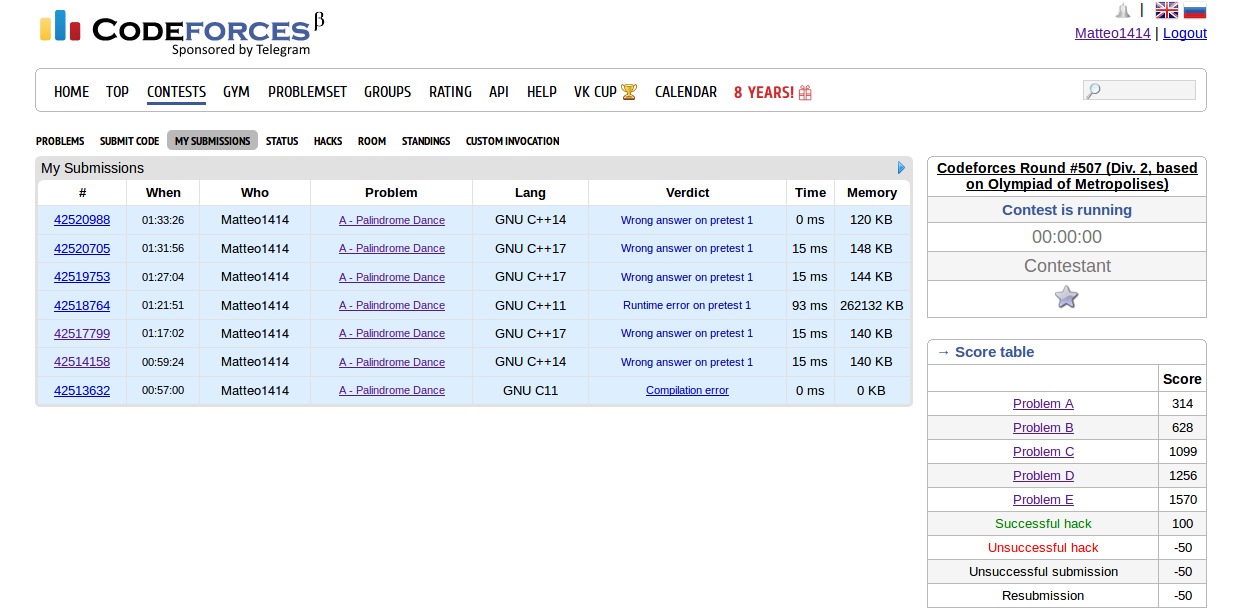 CODEFORCES β
Sponsored by Telegram
|
Matteo1414 | Logout
HOME TOP CONTESTS GYM PROBLEMSET GROUPS RATING API HELP VK CUP CALENDAR 8 YEARS!
PROBLEMS SUBMIT CODE MY SUBMISSIONS STATUS HACKS ROOM STANDINGS CUSTOM INVOCATION
My Submissions
# When Who Problem Lang Verdict Time Memory
42520988 01:33:26 Matteo1414 A - Palindrome Dance GNU C++14 Wrong answer on pretest 1 0 ms 120 KB
42520705 01:31:56 Matteo1414 A - Palindrome Dance GNU C++17 Wrong answer on pretest 1 15 ms 148 KB
42519753 01:27:04 Matteo1414 A - Palindrome Dance GNU C++17 Wrong answer on pretest 1 15 ms 144 KB
42518764 01:21:51 Matteo1414 A - Palindrome Dance GNU C++11 Runtime error on pretest 1 93 ms 262132 KB
42517799 01:17:02 Matteo1414 A - Palindrome Dance GNU C++17 Wrong answer on pretest 1 15 ms 140 KB
42514158 00:59:24 Matteo1414 A - Palindrome Dance GNU C++14 Wrong answer on pretest 1 15 ms 140 KB
42513632 00:57:00 Matteo1414 A - Palindrome Dance GNU C11 Compilation error 0 ms 0 KB
Codeforces Round #507 (Div. 2, based
on Olympiad of Metropolises)
Contest is running
00:00:00
Contestant
→ Score table
Score
Problem A 314
Problem B 628
Problem C 1099
Problem D 1256
Problem E 1570
Successful hack 100
Unsuccessful hack -50
Unsuccessful submission -50
Resubmission -50